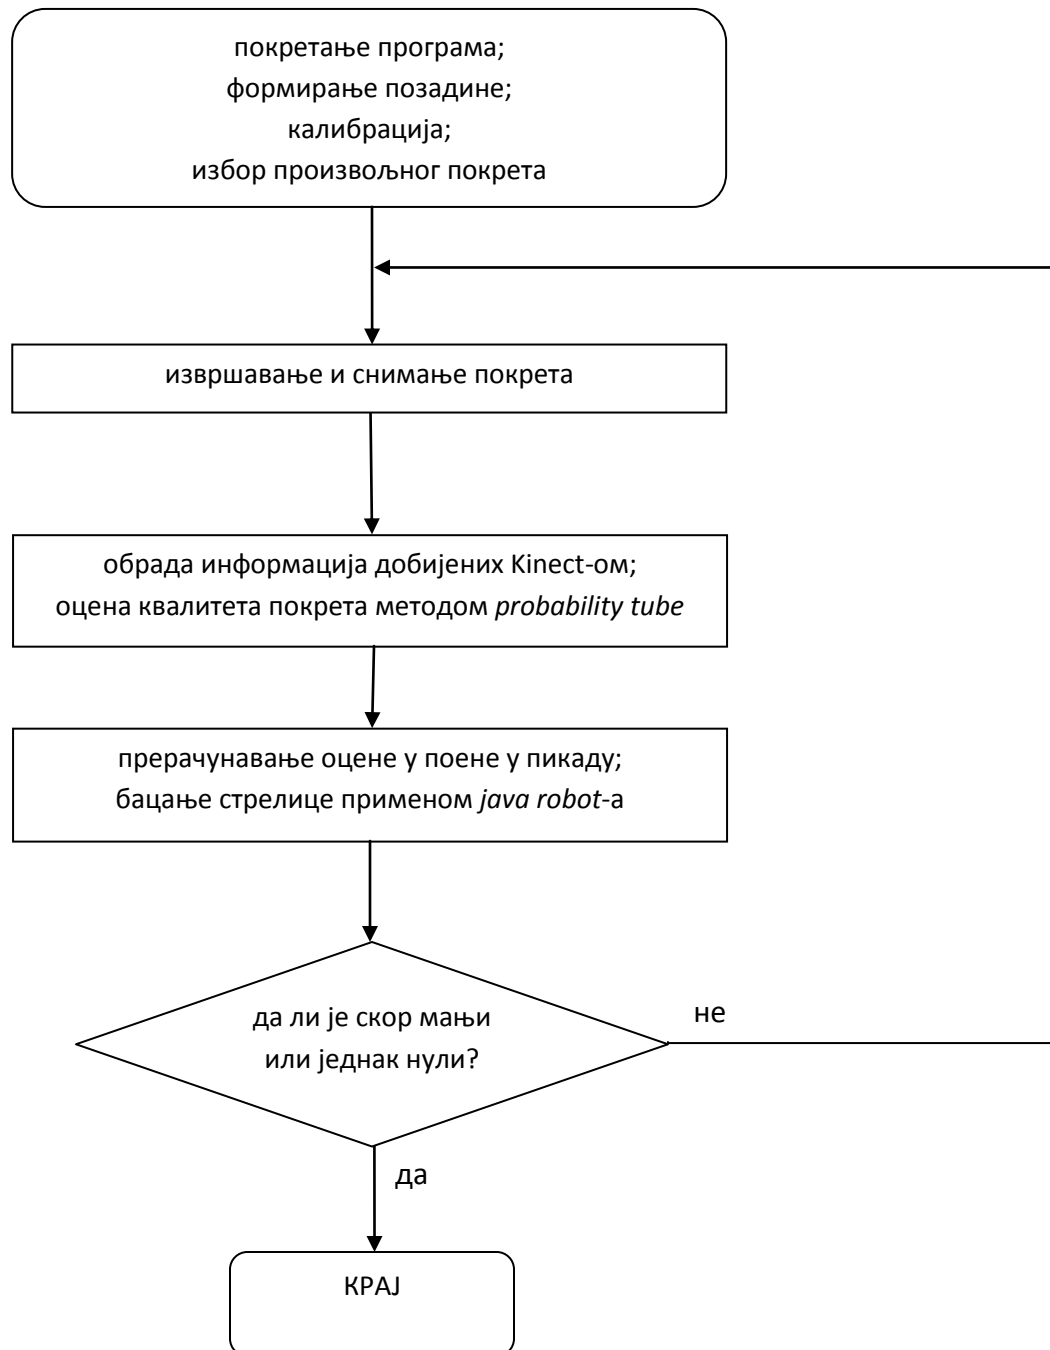 покретање програма;
формирање позадине;
калибрација;
избор произвољног покрета
извршавање и снимање покрета
обрада информација добијених Kinect-ом;
оцена квалитета покрета методом probability tube
прерачунавање оцене у поене у пикаду;
бацање стрелице применом java robot-а
да ли је скор мањи
или једнак нули?
не
да
КРАЈ